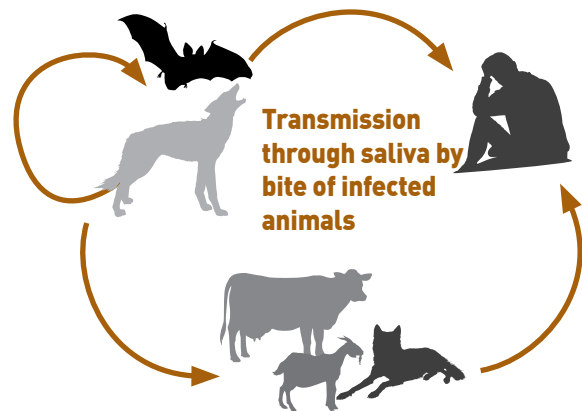 Transmission
through saliva by
bite of infected
animals